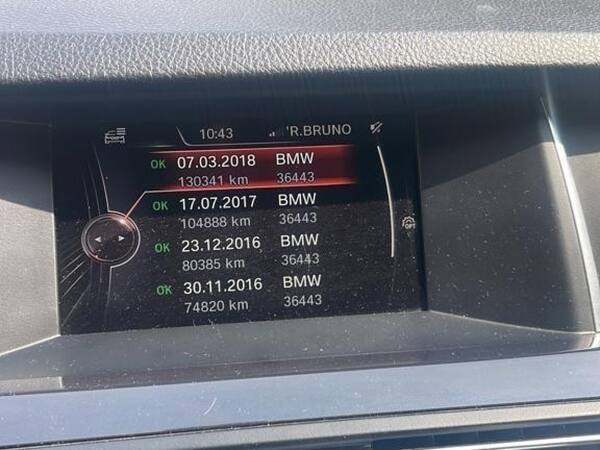 10:43 'R.BRUNO
OK 07.03.2018 BMW
130341 km 36443
OK 17.07.2017 BMW
104888 km 36443
OK 23.12.2016 BMW
80385 km 36443
OK 30.11.2016 BMW
74820 km 36443
OFF